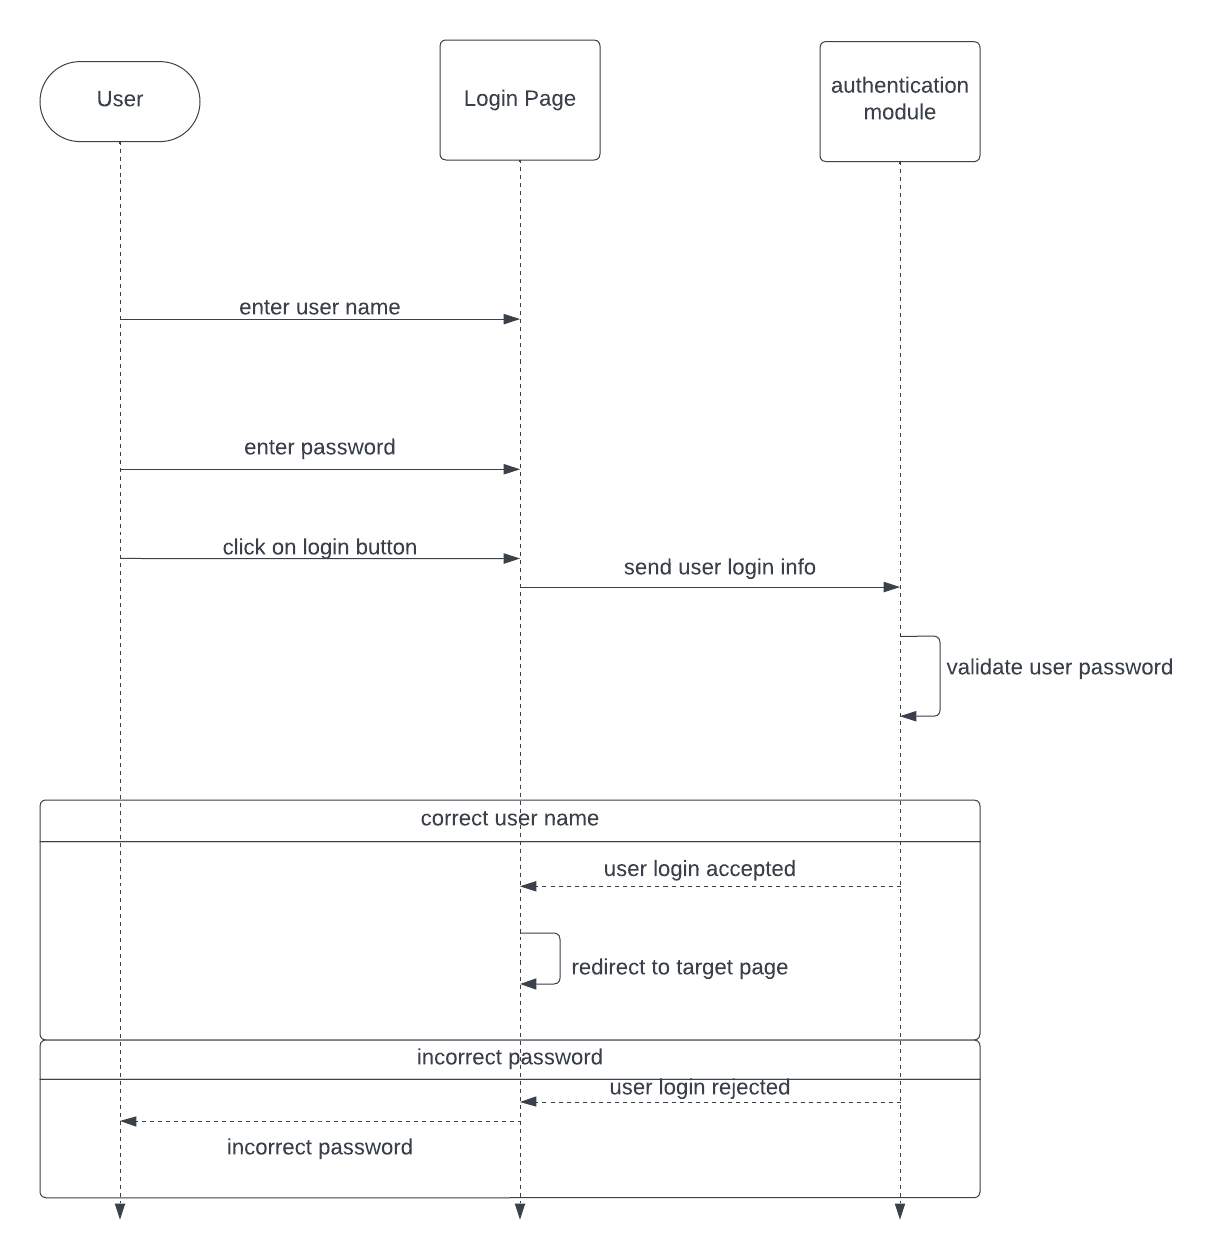 User
Login Page
authentication
module
enter user name
enter password
click on login button
send user login info
validate user password
correct user name
user login accepted
redirect to target page
incorrect password
user login rejected
incorrect password